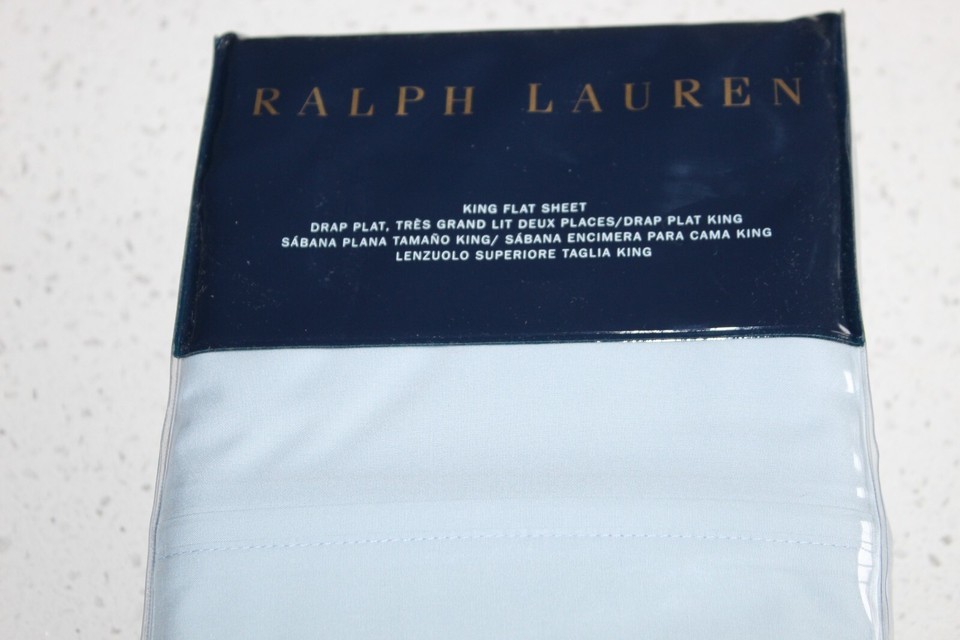 RALPH LAUREN
KING FLAT SHEET
DRAP PLAT, TRÈS GRAND LIT DEUX PLACES/DRAP PLAT KING
SÁBANA PLANA TAMAÑO KING/ SÁBANA ENCIMERA PARA CAMA KING
LENZUOLO SUPERIORE TAGLIA KING